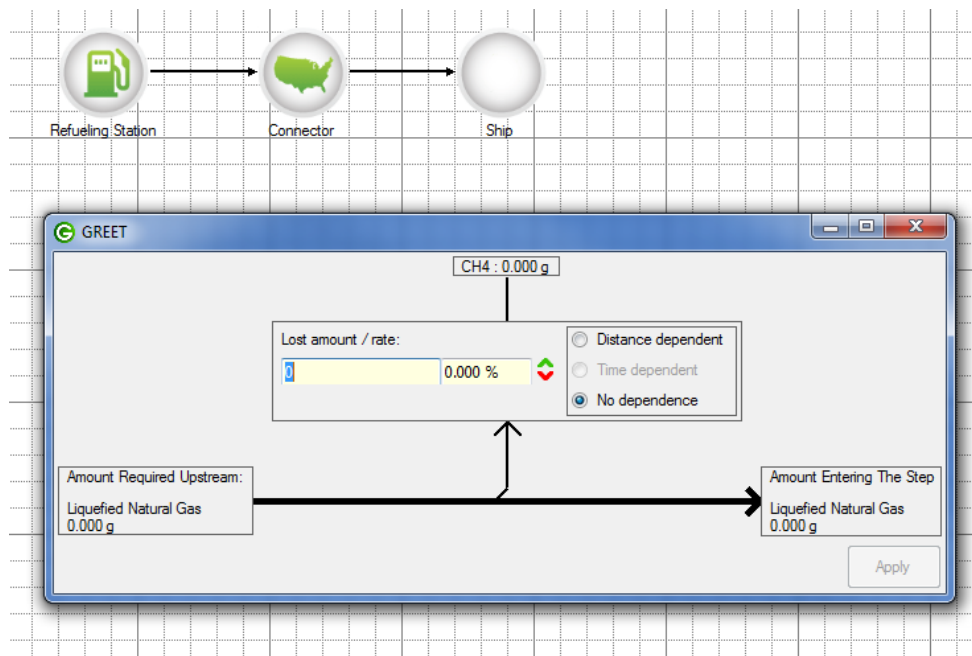 Refueling Station
Connector
Ship
GREET
CH4 : 0.000 g
Lost amount / rate:
0
0.000 %
Distance dependent
Time dependent
No dependence
Amount Required Upstream:
Liquefied Natural Gas
0.000 g
Amount Entering The Step
Liquefied Natural Gas
0.000 g
Apply